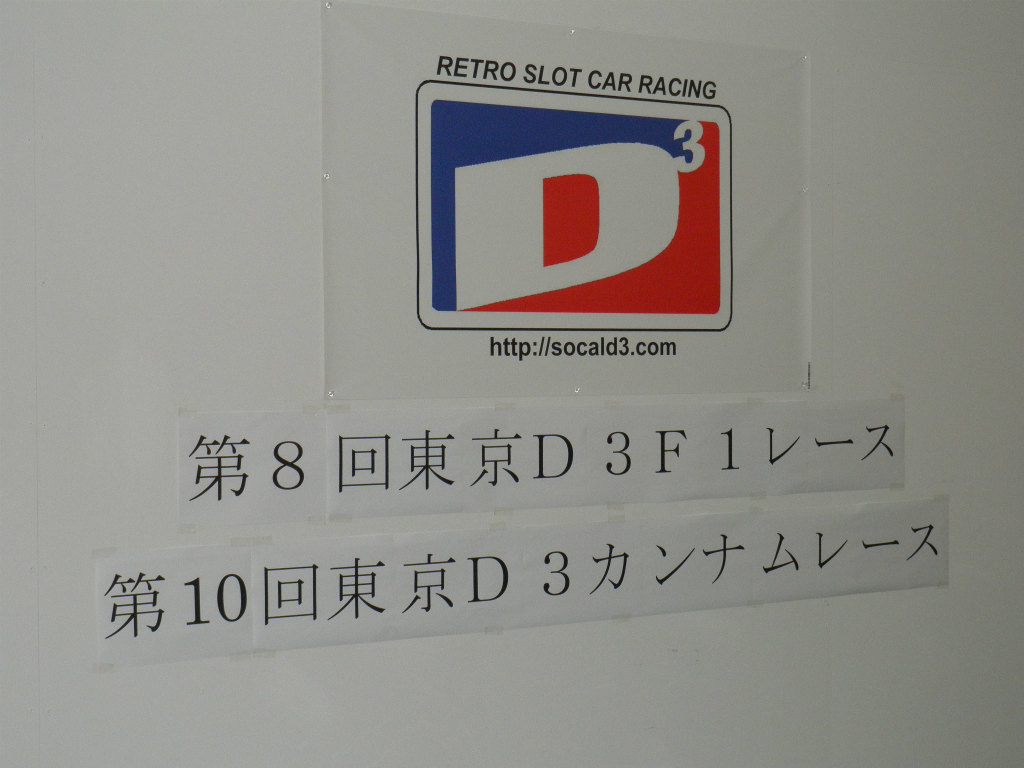 RETRO SLOT CAR RACING
D3
http://socald3.com
第８回東京Ｄ３Ｆ１レース
第10回東京Ｄ３カンナムレース